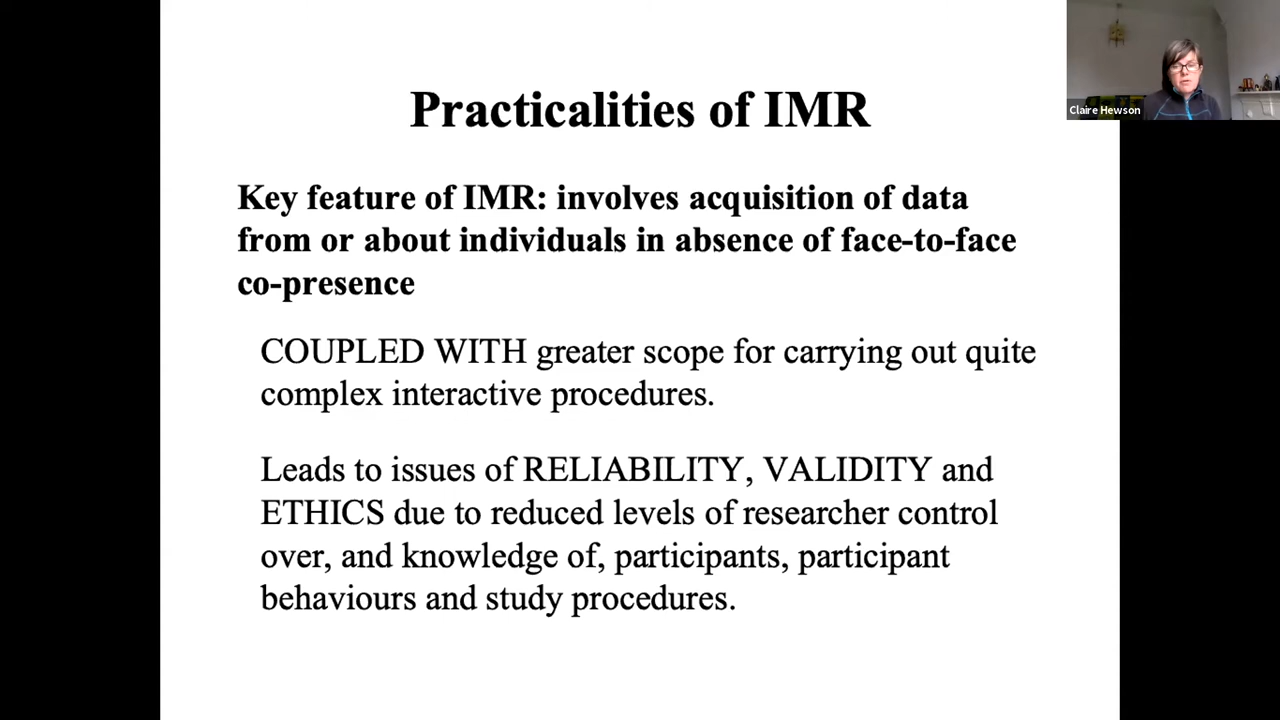 Practicalities of IMR
Claire Hewson
Key feature of IMR: involves acquisition of data
from or about individuals in absence of face-to-face
co-presence
COUPLED WITH greater scope for carrying out quite
complex interactive procedures.
Leads to issues of RELIABILITY, VALIDITY and
ETHICS due to reduced levels of researcher control
over, and knowledge of, participants, participant
behaviours and study procedures.